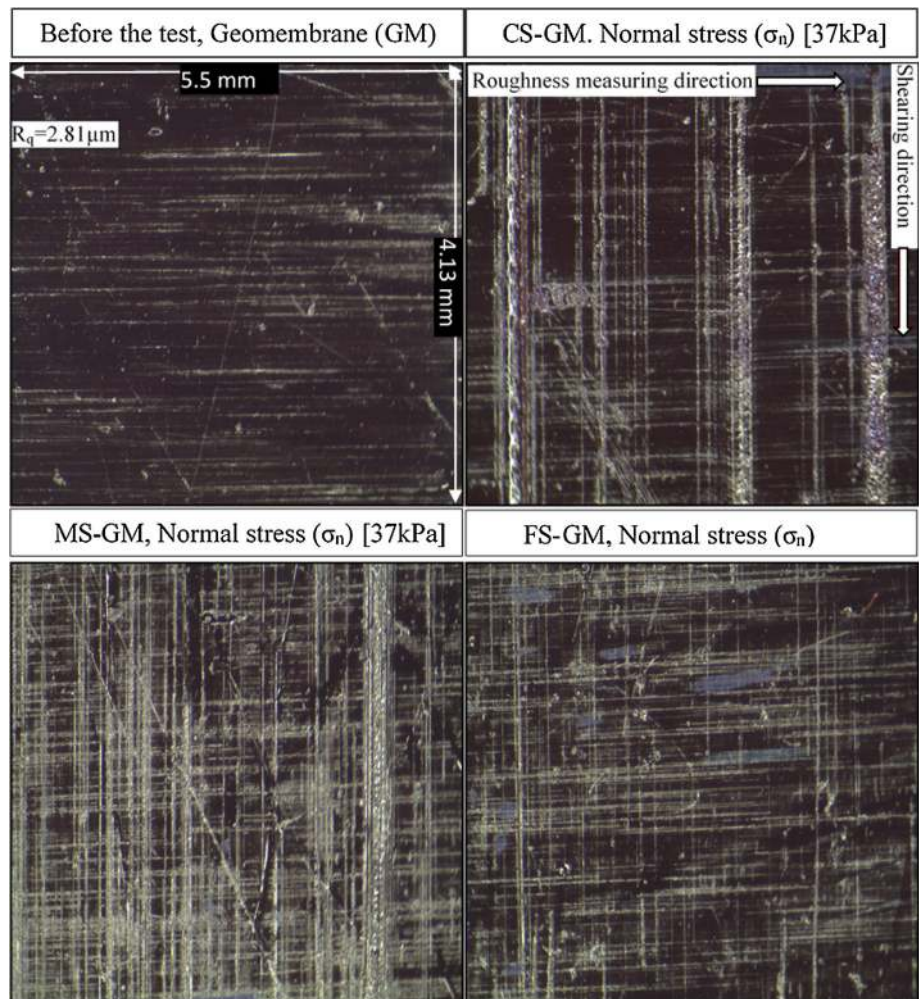 Before the test, Geomembrane (GM)
CS-GM. Normal stress (σₙ) [37kPa]
5.5 mm
R_q=2.81μm
4.13 mm
Roughness measuring direction
Shearing direction
MS-GM, Normal stress (σₙ) [37kPa]
FS-GM, Normal stress (σₙ)